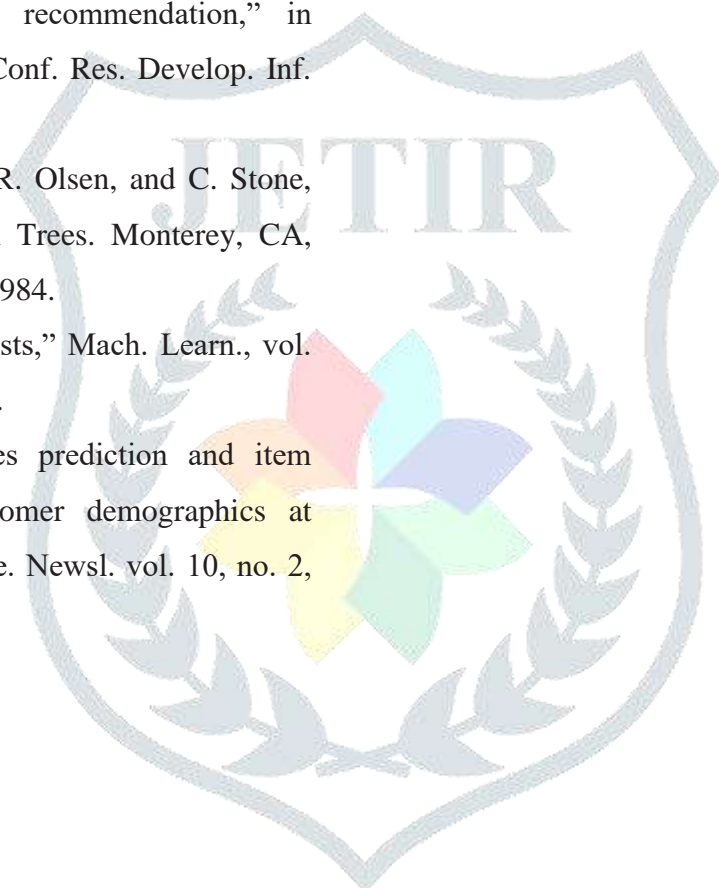 recommendation,” in
Conf. Res. Develop. Inf.
JETIR
R. Olsen, and C. Stone,
Trees. Monterey, CA,
984.
sts,” Mach. Learn., vol.
.
es prediction and item
omer demographics at
e. Newsl. vol. 10, no. 2,